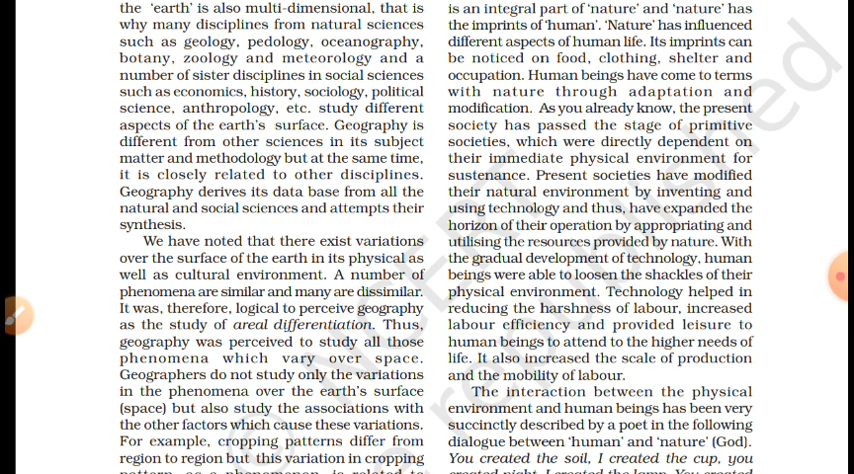 the 'earth' is also multi-dimensional, that is
why many disciplines from natural sciences
such as geology, pedology, oceanography,
botany, zoology and meteorology and a
number of sister disciplines in social sciences
such as economics, history, sociology, political
science, anthropology, etc. study different
aspects of the earth's surface. Geography is
different from other sciences in its subject
matter and methodology but at the same time,
it is closely related to other disciplines.
Geography derives its data base from all the
natural and social sciences and attempts their
synthesis.
We have noted that there exist variations
over the surface of the earth in its physical as
well as cultural environment. A number of
phenomena are similar and many are dissimilar.
It was, therefore, logical to perceive geography
as the study of areal differentiation. Thus,
geography was perceived to study all those
phenomena which vary over space.
Geographers do not study only the variations
in the phenomena over the earth's surface
(space) but also study the associations with
the other factors which cause these variations.
For example, cropping patterns differ from
region to region but this variation in cropping
pattern, as a phenomenon, is related to
is an integral part of 'nature' and 'nature' has
the imprints of 'human'. 'Nature' has influenced
different aspects of human life. Its imprints can
be noticed on food, clothing, shelter and
occupation. Human beings have come to terms
with nature through adaptation and
modification. As you already know, the present
society has passed the stage of primitive
societies, which were directly dependent on
their immediate physical environment for
sustenance. Present societies have modified
their natural environment by inventing and
using technology and thus, have expanded the
horizon of their operation by appropriating and
utilising the resources provided by nature. With
the gradual development of technology, human
beings were able to loosen the shackles of their
physical environment. Technology helped in
reducing the harshness of labour, increased
labour efficiency and provided leisure to
human beings to attend to the higher needs of
life. It also increased the scale of production
and the mobility of labour.
The interaction between the physical
environment and human beings has been very
succinctly described by a poet in the following
dialogue between 'human' and 'nature' (God).
You created the soil, I created the cup, you
created night, I created the lamp. You created
© NCERT
republished